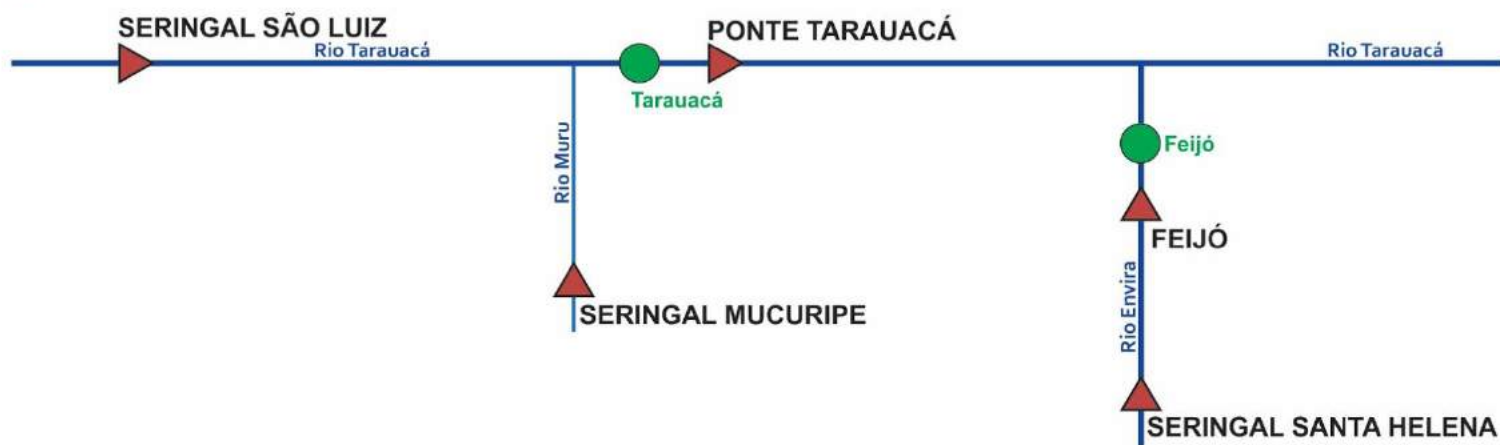 SERINGAL SÃO LUIZ
Rio Tarauacá
PONTE TARAUACÁ
Rio Tarauacá
Tarauacá
Rio Muru
Feijó
FEIJÓ
SERINGAL MUCURIPE
Rio Envira
SERINGAL SANTA HELENA